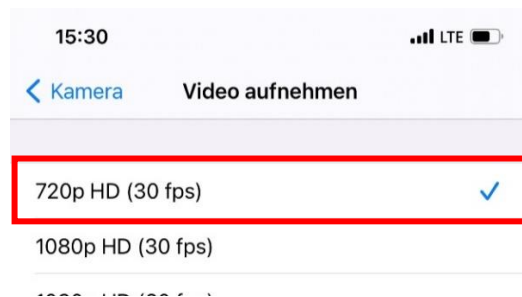 15:30
LTE
Kamera
Video aufnehmen
720p HD (30 fps)
1080p HD (30 fps)